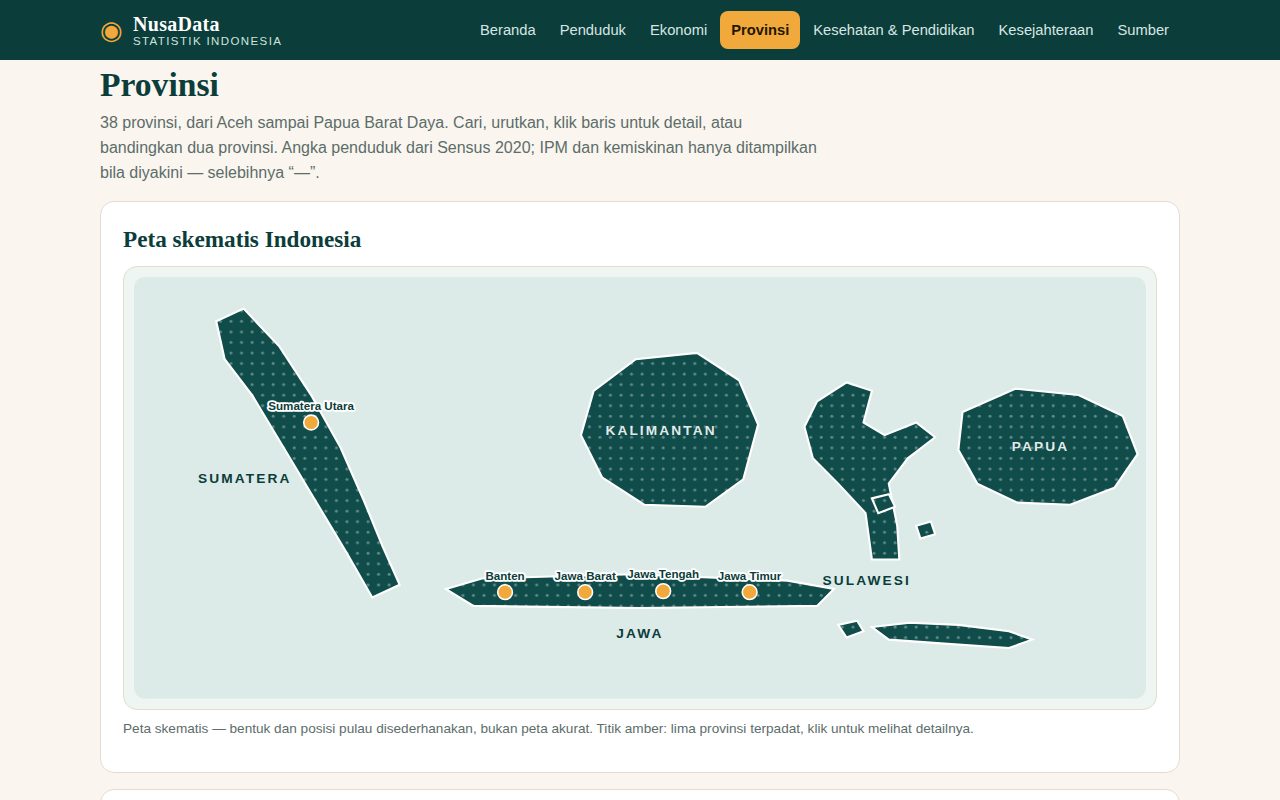 NusaData
STATISTIK INDONESIA
Beranda
Penduduk
Ekonomi
Provinsi
Kesehatan & Pendidikan
Kesejahteraan
Sumber
Provinsi
38 provinsi, dari Aceh sampai Papua Barat Daya. Cari, urutkan, klik baris untuk detail, atau
bandingkan dua provinsi. Angka penduduk dari Sensus 2020; IPM dan kemiskinan hanya ditampilkan
bila diyakini — selebihnya “—”.
Peta skematis Indonesia
Sumatera Utara
KALIMANTAN
PAPUA
SUMATERA
Banten
Jawa Barat
Jawa Tengah
Jawa Timur
SULAWESI
JAWA
Peta skematis — bentuk dan posisi pulau disederhanakan, bukan peta akurat. Titik amber: lima provinsi terpadat, klik untuk melihat detailnya.